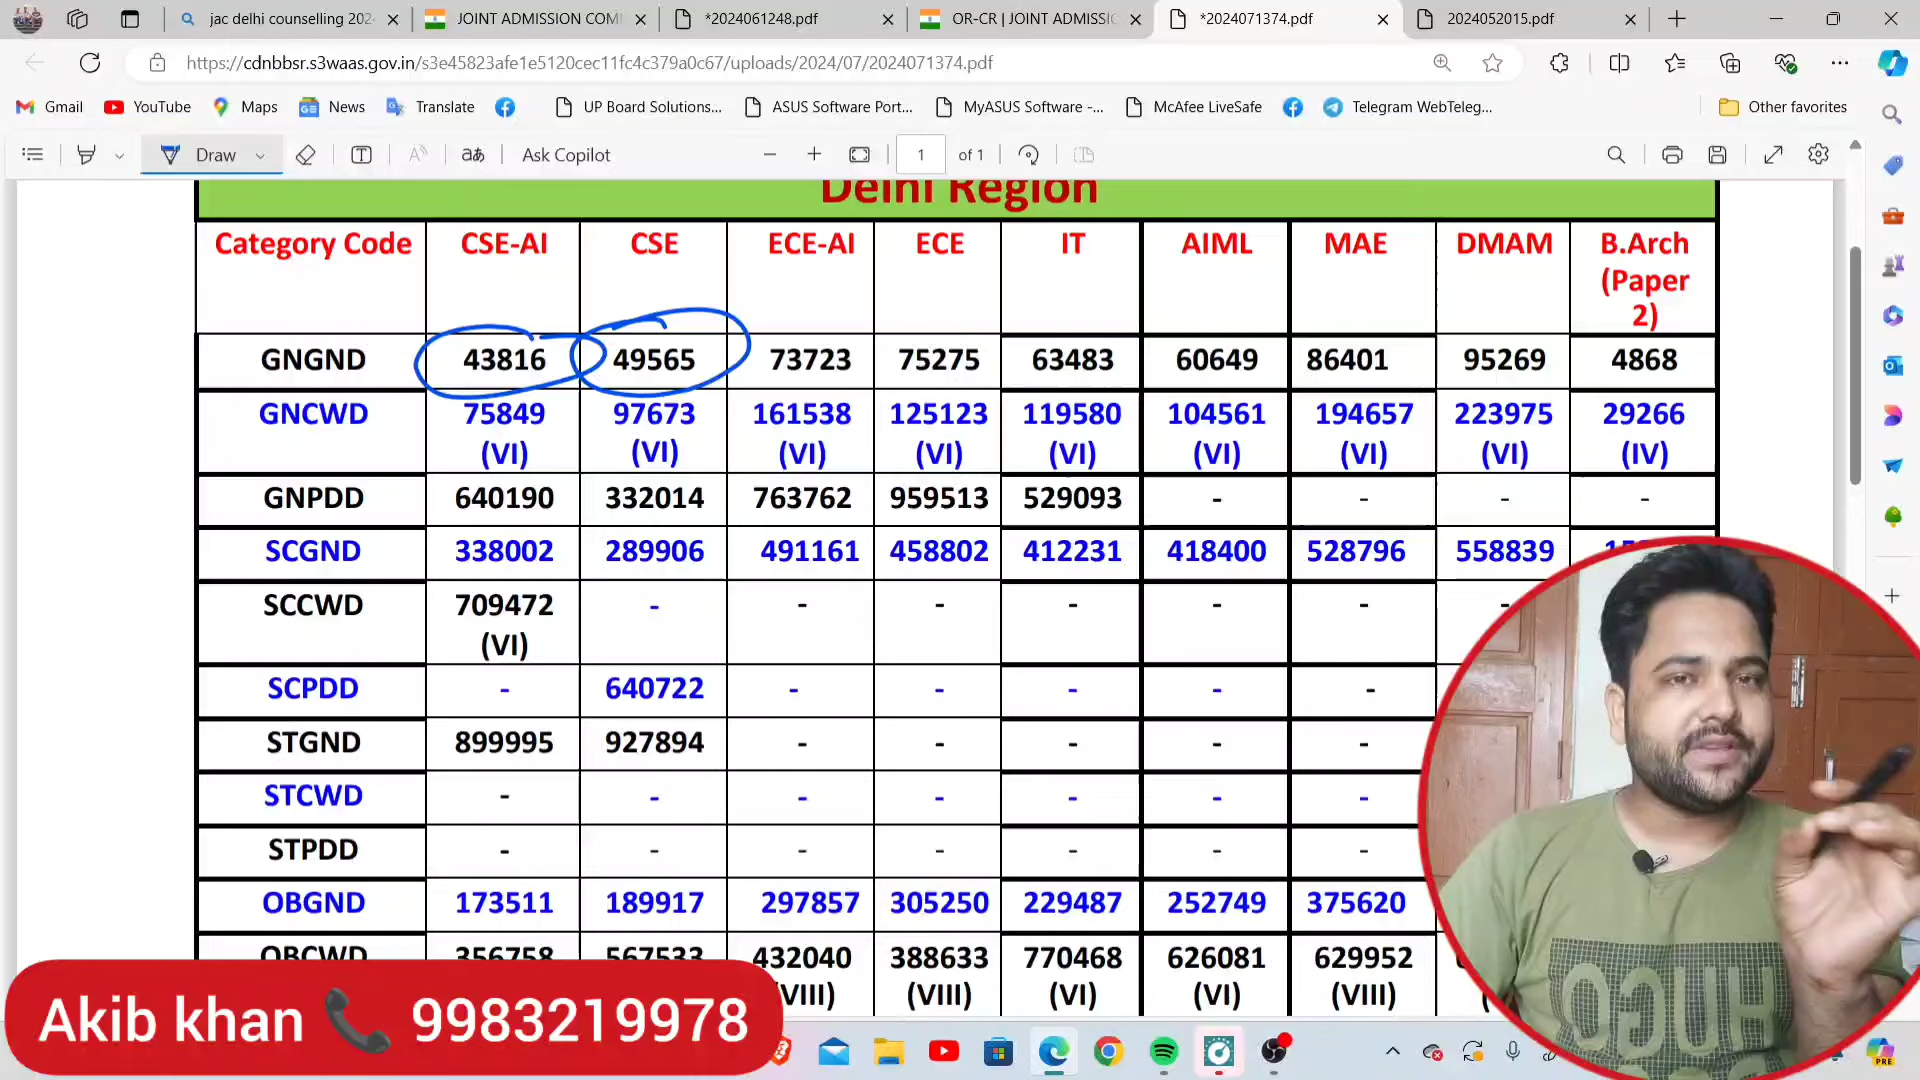 jac delhi counselling 202
JOINT ADMISSION COM
*2024061248.pdf
OR-CR | JOINT ADMISSIO
*2024071374.pdf
2024052015.pdf
https://cdnbbsr.s3waas.gov.in/s3e45823afe1e5120cec11fc4c379a0c67/uploads/2024/07/2024071374.pdf
Gmail YouTube Maps News Translate UP Board Solutions... ASUS Software Port... MyASUS Software -... McAfee LiveSafe Telegram WebTeleg... Other favorites
Draw aあ Ask Copilot 1 of 1
Delhi Region
Category Code CSE-AI CSE ECE-AI ECE IT AIML MAE DMAM B.Arch
(Paper
2)
GNGND 43816 49565 73723 75275 63483 60649 86401 95269 4868
GNCWD 75849 97673 161538 125123 119580 104561 194657 223975 29266
(VI) (VI) (VI) (VI) (VI) (VI) (VI) (VI) (IV)
GNPDD 640190 332014 763762 959513 529093 - - - -
SCGND 338002 289906 491161 458802 412231 418400 528796 558839
SCCWD 709472 - - - - - - -
(VI)
SCPDD - 640722 - - - - -
STGND 899995 927894 - - - - -
STCWD - - - - - - -
STPDD - - - - - - -
OBGND 173511 189917 297857 305250 229487 252749 375620
OBCWD 356758 567533 432040 388633 770468 626081 629952
(VIII) (VIII) (VI) (VI) (VIII)
Akib khan 9983219978
PRE